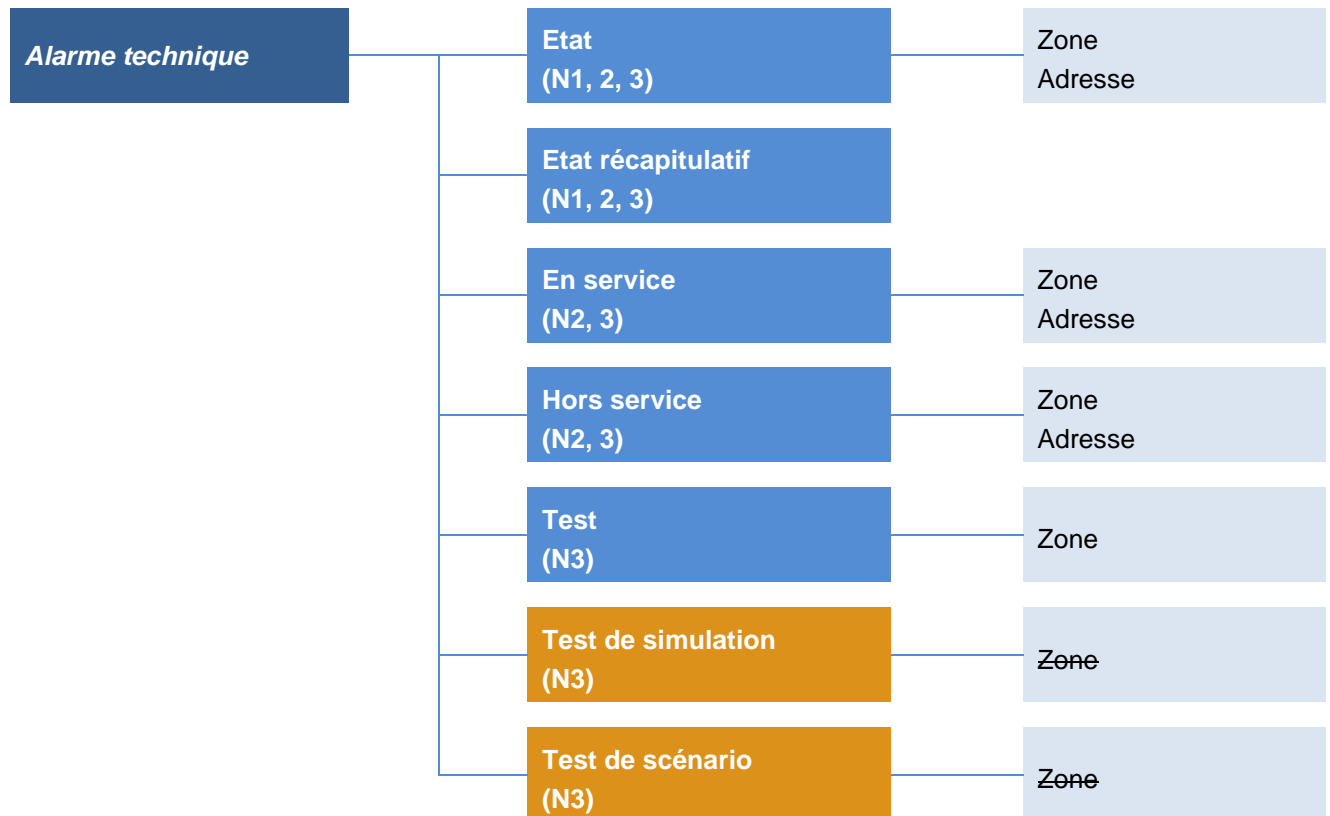 Alarme technique
Etat
(N1, 2, 3)
Zone
Adresse
Etat récapitulatif
(N1, 2, 3)
En service
(N2, 3)
Zone
Adresse
Hors service
(N2, 3)
Zone
Adresse
Test
(N3)
Zone
Test de simulation
(N3)
Zone
Test de scénario
(N3)
Zone